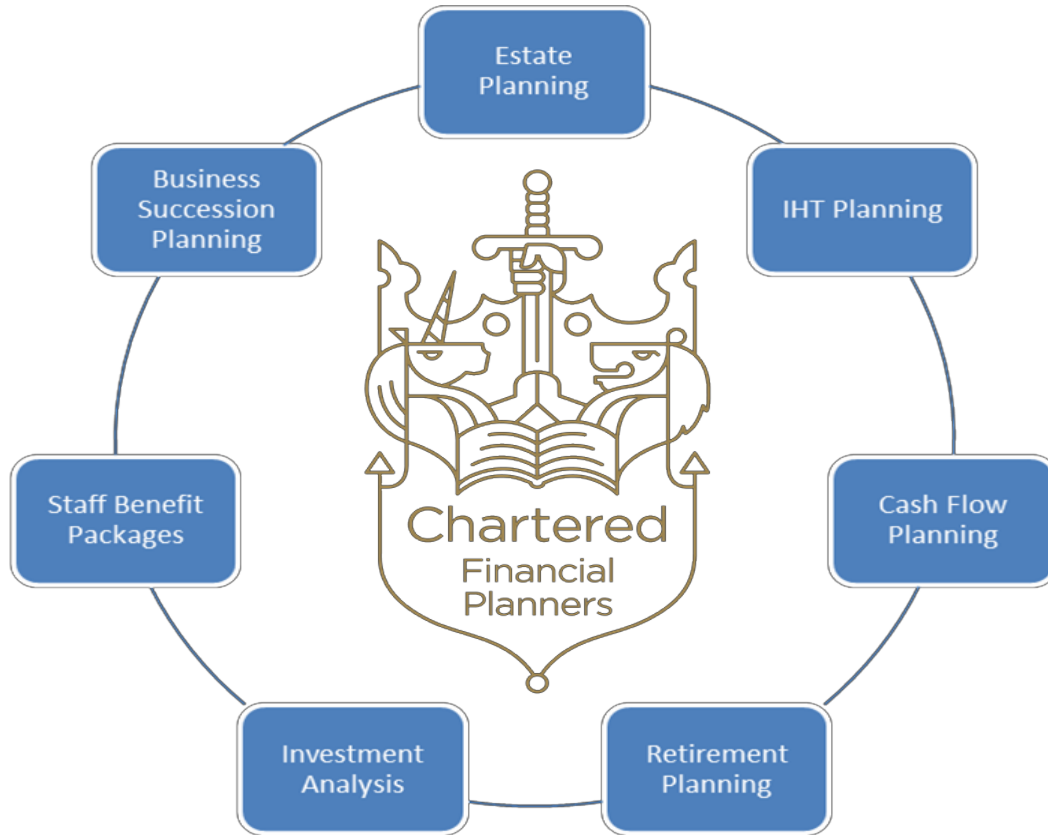 Estate
Planning
IHT Planning
Cash Flow
Planning
Retirement
Planning
Investment
Analysis
Staff Benefit
Packages
Business
Succession
Planning
Chartered
Financial
Planners